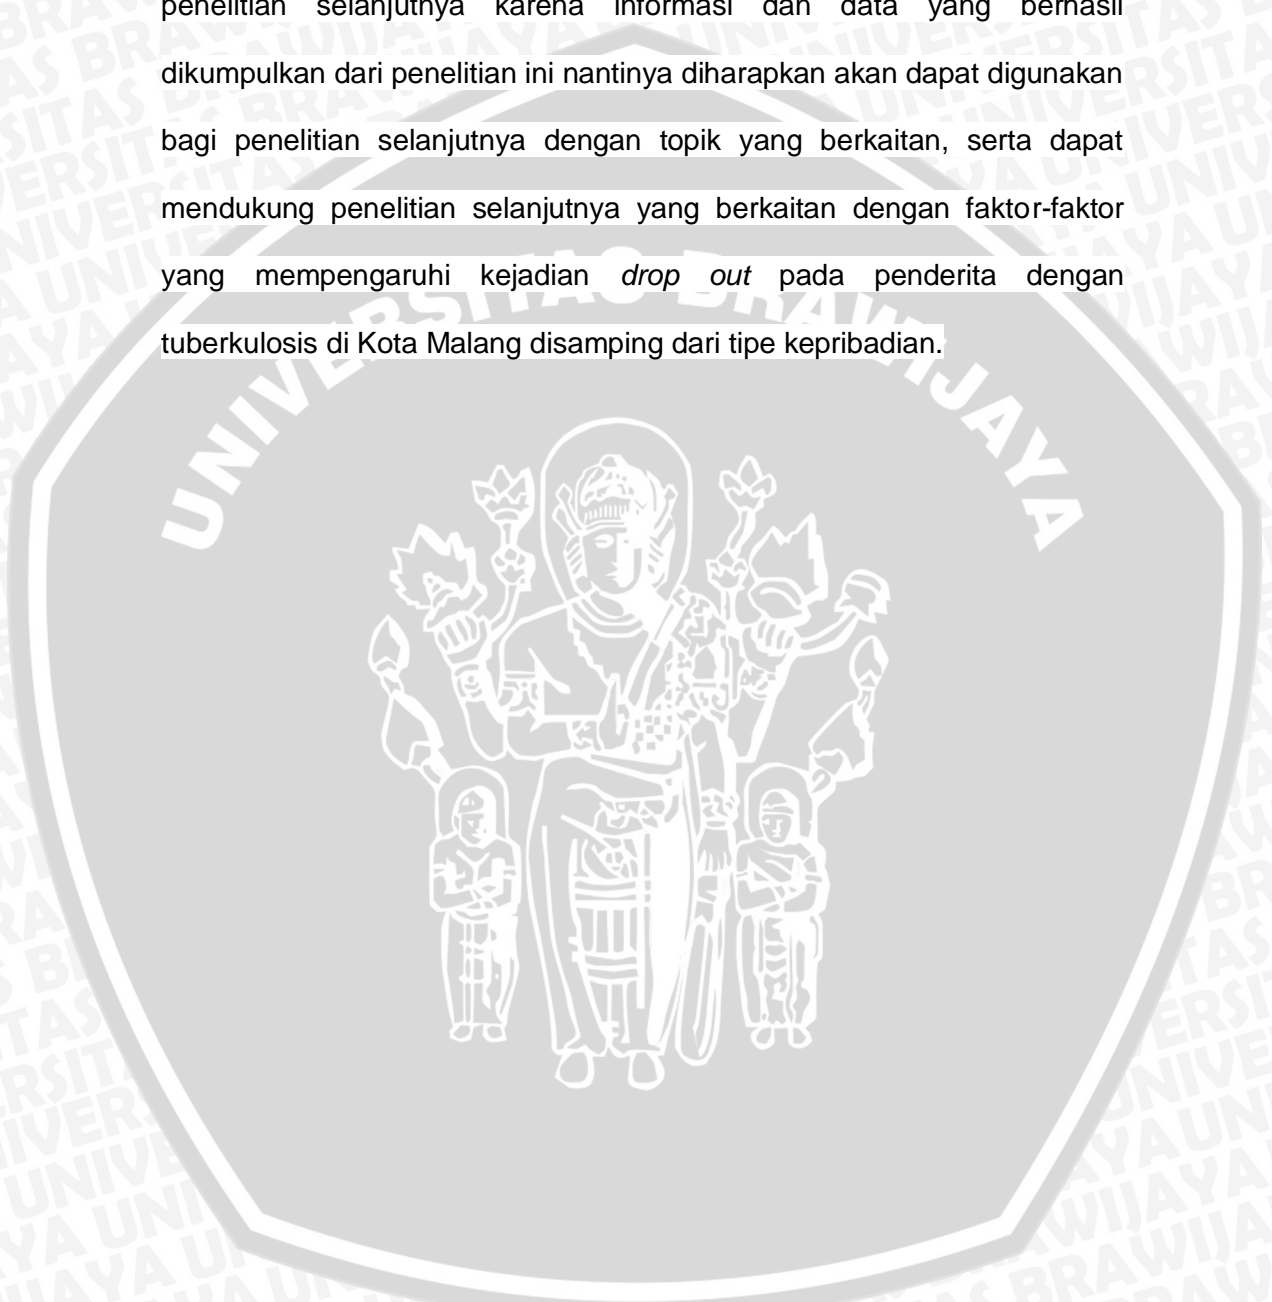 penelitian selanjutnya karena informasi dan data yang berhasil
dikumpulkan dari penelitian ini nantinya diharapkan akan dapat digunakan
bagi penelitian selanjutnya dengan topik yang berkaitan, serta dapat
mendukung penelitian selanjutnya yang berkaitan dengan faktor-faktor
yang mempengaruhi kejadian drop out pada penderita dengan
tuberkulosis di Kota Malang disamping dari tipe kepribadian.
UNIVERSITAS BRAWIJAYA